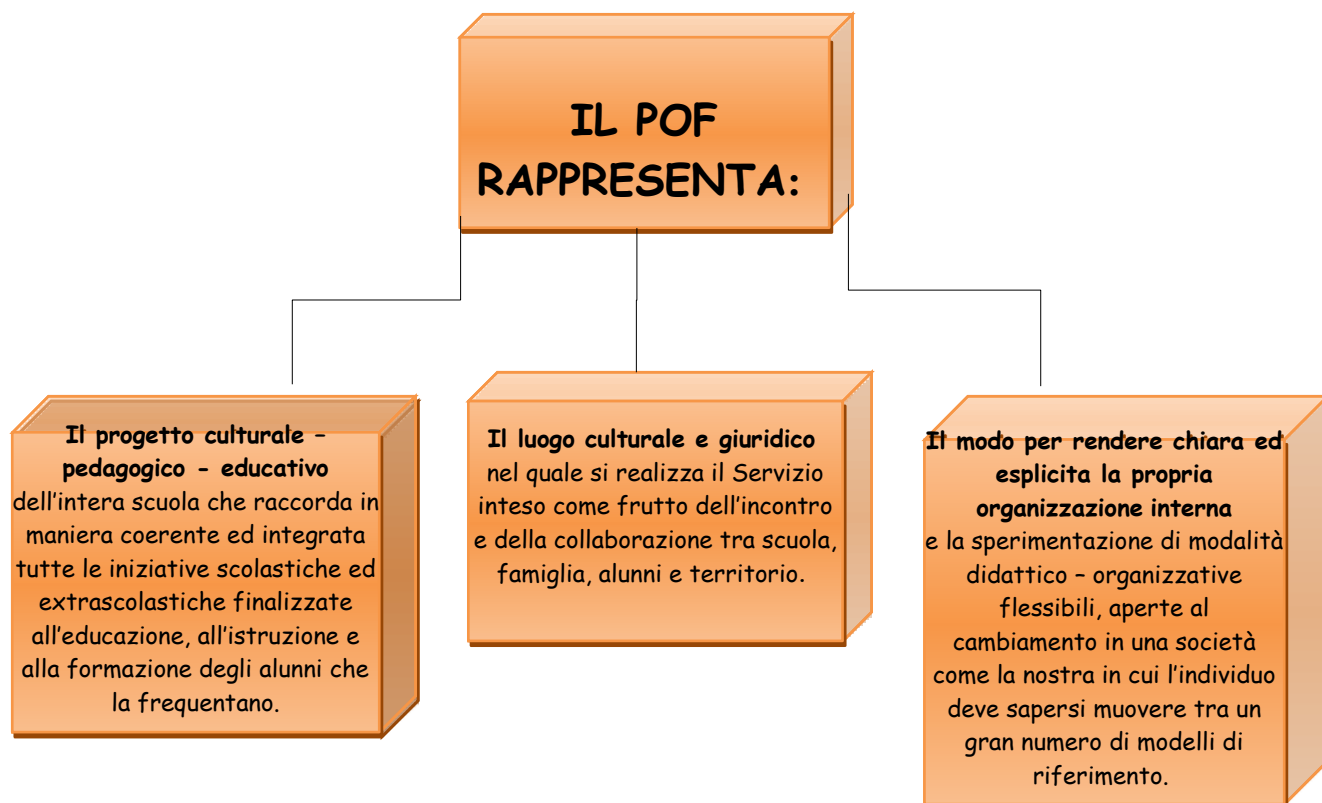 IL POF
RAPPRESENTA:
Il progetto culturale –
pedagogico - educativo
dell'intera scuola che raccorda in
maniera coerente ed integrata
tutte le iniziative scolastiche ed
extrascolastiche finalizzate
all'educazione, all'istruzione e
alla formazione degli alunni che
la frequentano.
Il luogo culturale e giuridico
nel quale si realizza il Servizio
inteso come frutto dell'incontro
e della collaborazione tra scuola,
famiglia, alunni e territorio.
Il modo per rendere chiara ed
esplicita la propria
organizzazione interna
e la sperimentazione di modalità
didattico – organizzative
flessibili, aperte al
cambiamento in una società
come la nostra in cui l'individuo
deve sapersi muovere tra un
gran numero di modelli di
riferimento.